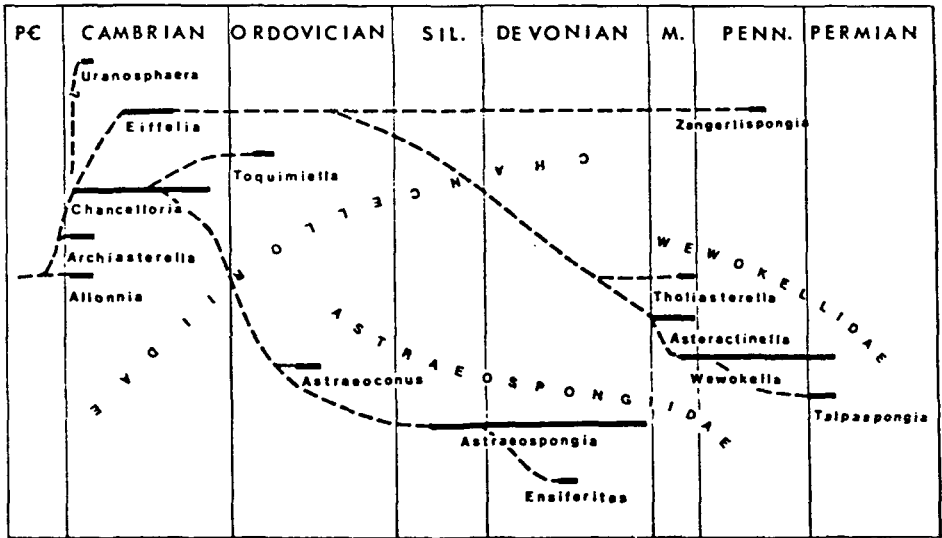 PЄ CAMBRIAN ORDOVICIAN SIL. DEVONIAN M. PENN. PERMIAN
Uranosphaera
Eiffelia
Zangerlispongia
Toquimiella
CHANCELLORIIDAE
Chancelloria
WEWOKELLIDAE
Archiasterella
Allonnia
Tholiasterella
ASTRAEOSPONGIIDAE
Asteractinella
Astraeoconus
Wewokella
Talpaspongia
Astraeospongia
Ensiferites